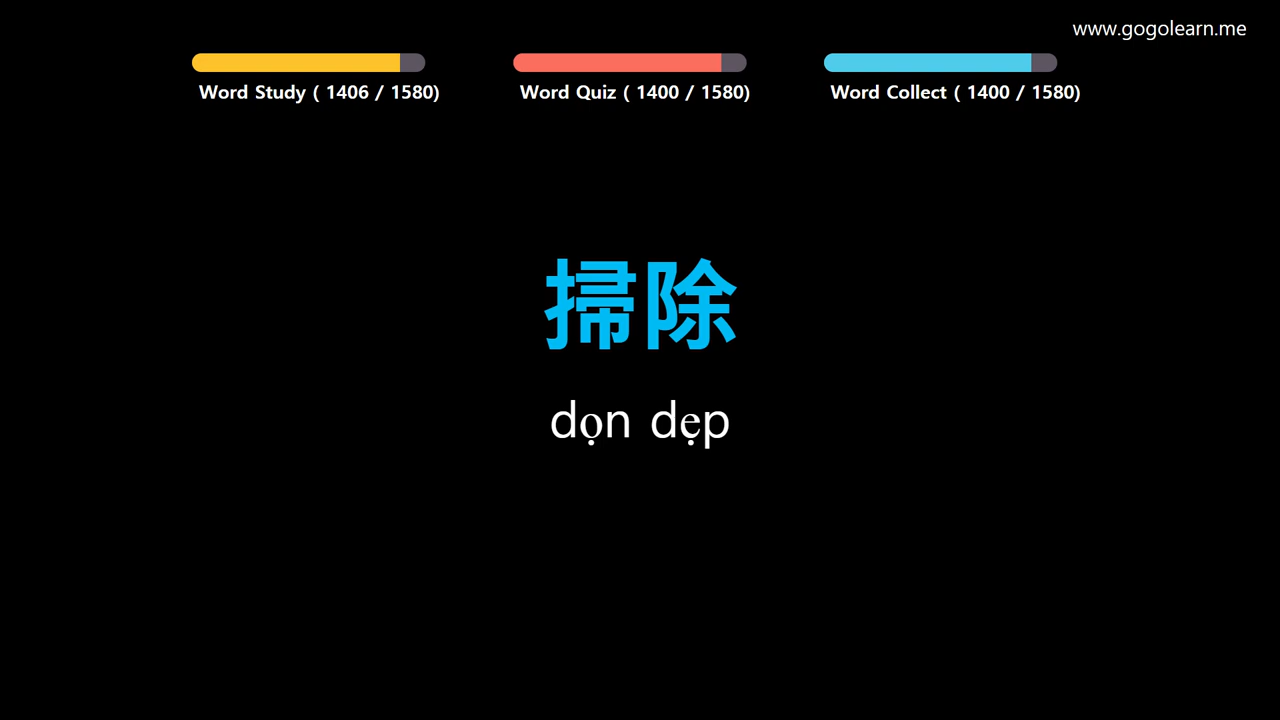 www.gogolearn.me
Word Study ( 1406 / 1580)
Word Quiz ( 1400 / 1580)
Word Collect ( 1400 / 1580)
掃除
dọn dẹp